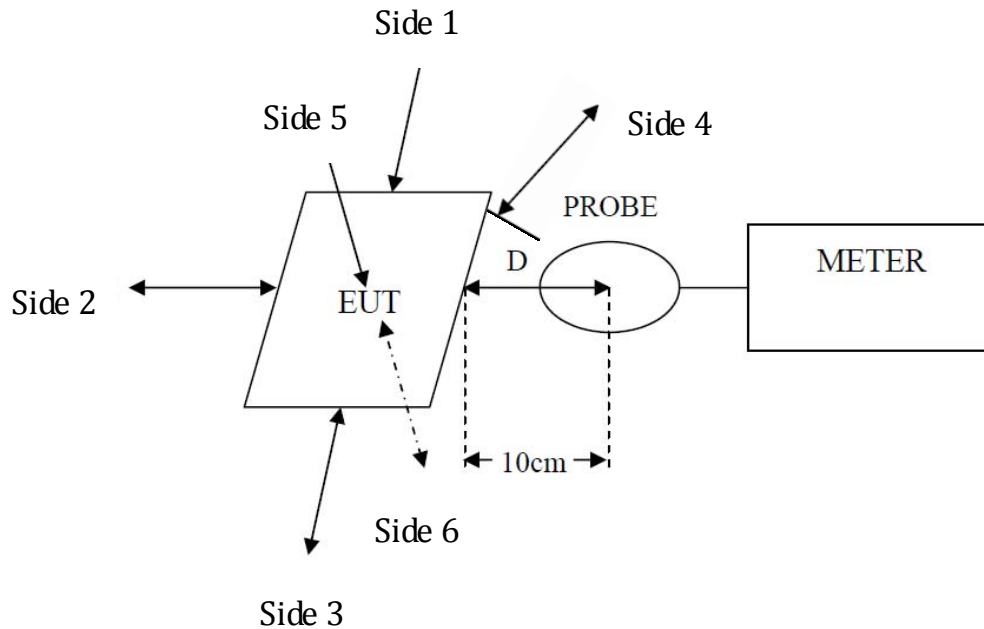 Side 1
Side 5
Side 4
PROBE
D
METER
Side 2
EUT
10cm
Side 6
Side 3